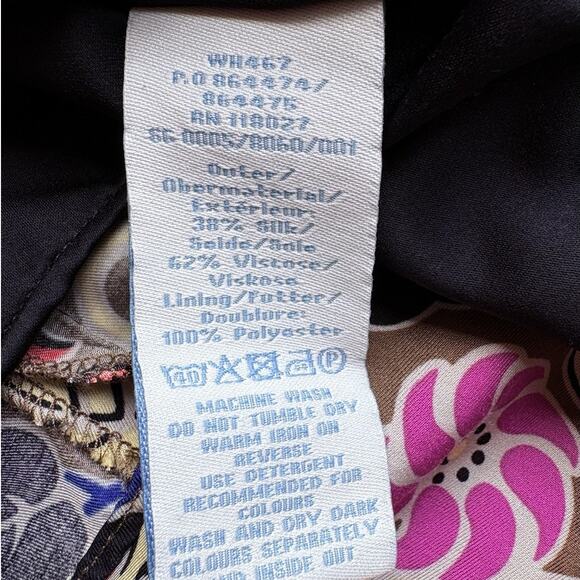 WH467
P.O 864474/
864475
RN 118027
SG 0005/8060/001
Outer/
Obermaterial/
Extérieur:
38% Silk/
Seide/Soie
62% Viscose/
Viskose
Lining/Futter/
Doublure:
100% Polyester
40 P
MACHINE WASH
DO NOT TUMBLE DRY
WARM IRON ON
REVERSE
USE DETERGENT
RECOMMENDED FOR
COLOURS
WASH AND DRY DARK
COLOURS SEPARATELY
AND INSIDE OUT